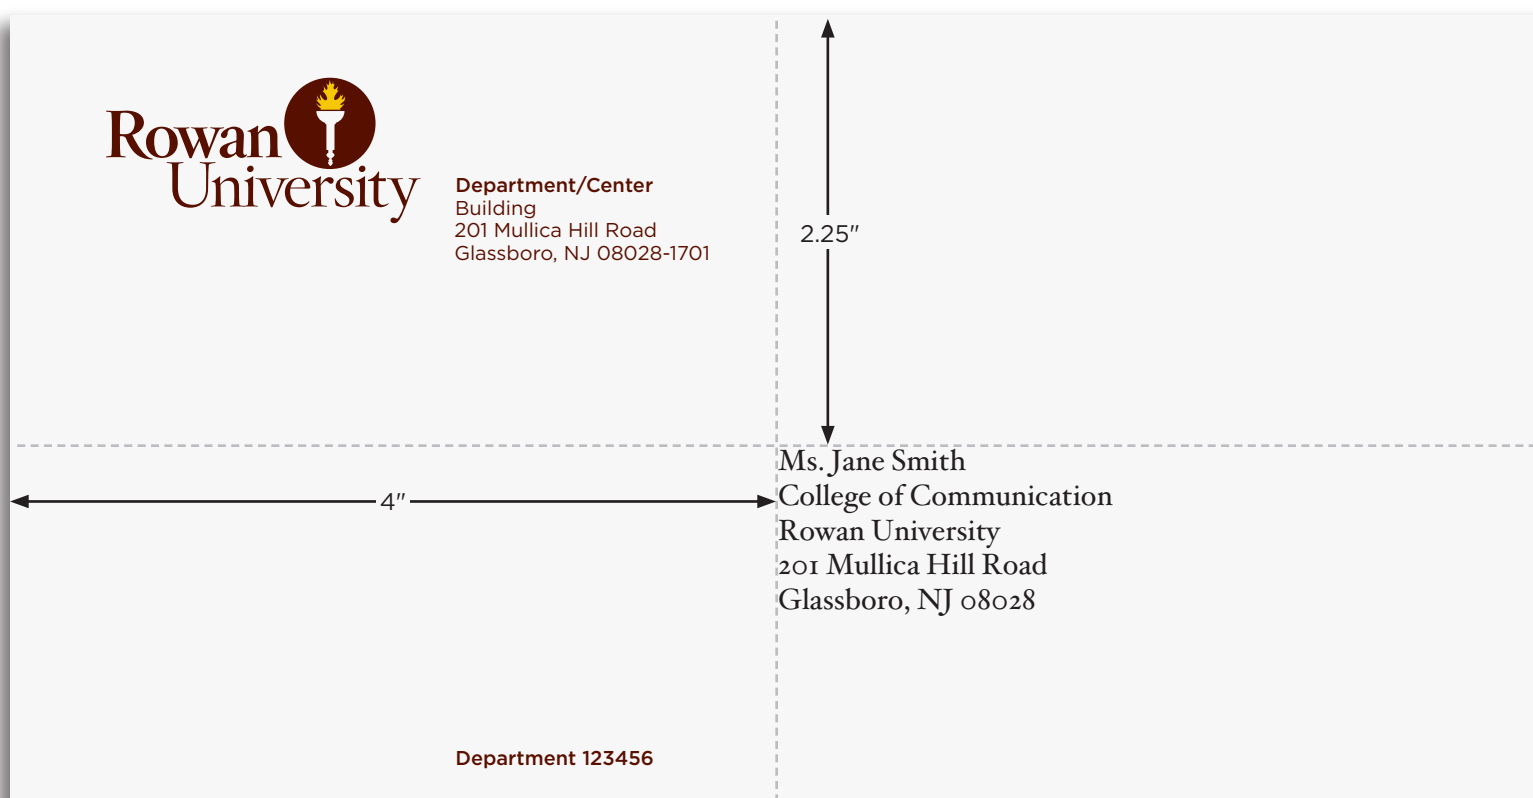 Rowan
University
Department/Center
Building
201 Mullica Hill Road
Glassboro, NJ 08028-1701
2.25"
4"
Ms. Jane Smith
College of Communication
Rowan University
201 Mullica Hill Road
Glassboro, NJ 08028
Department 123456